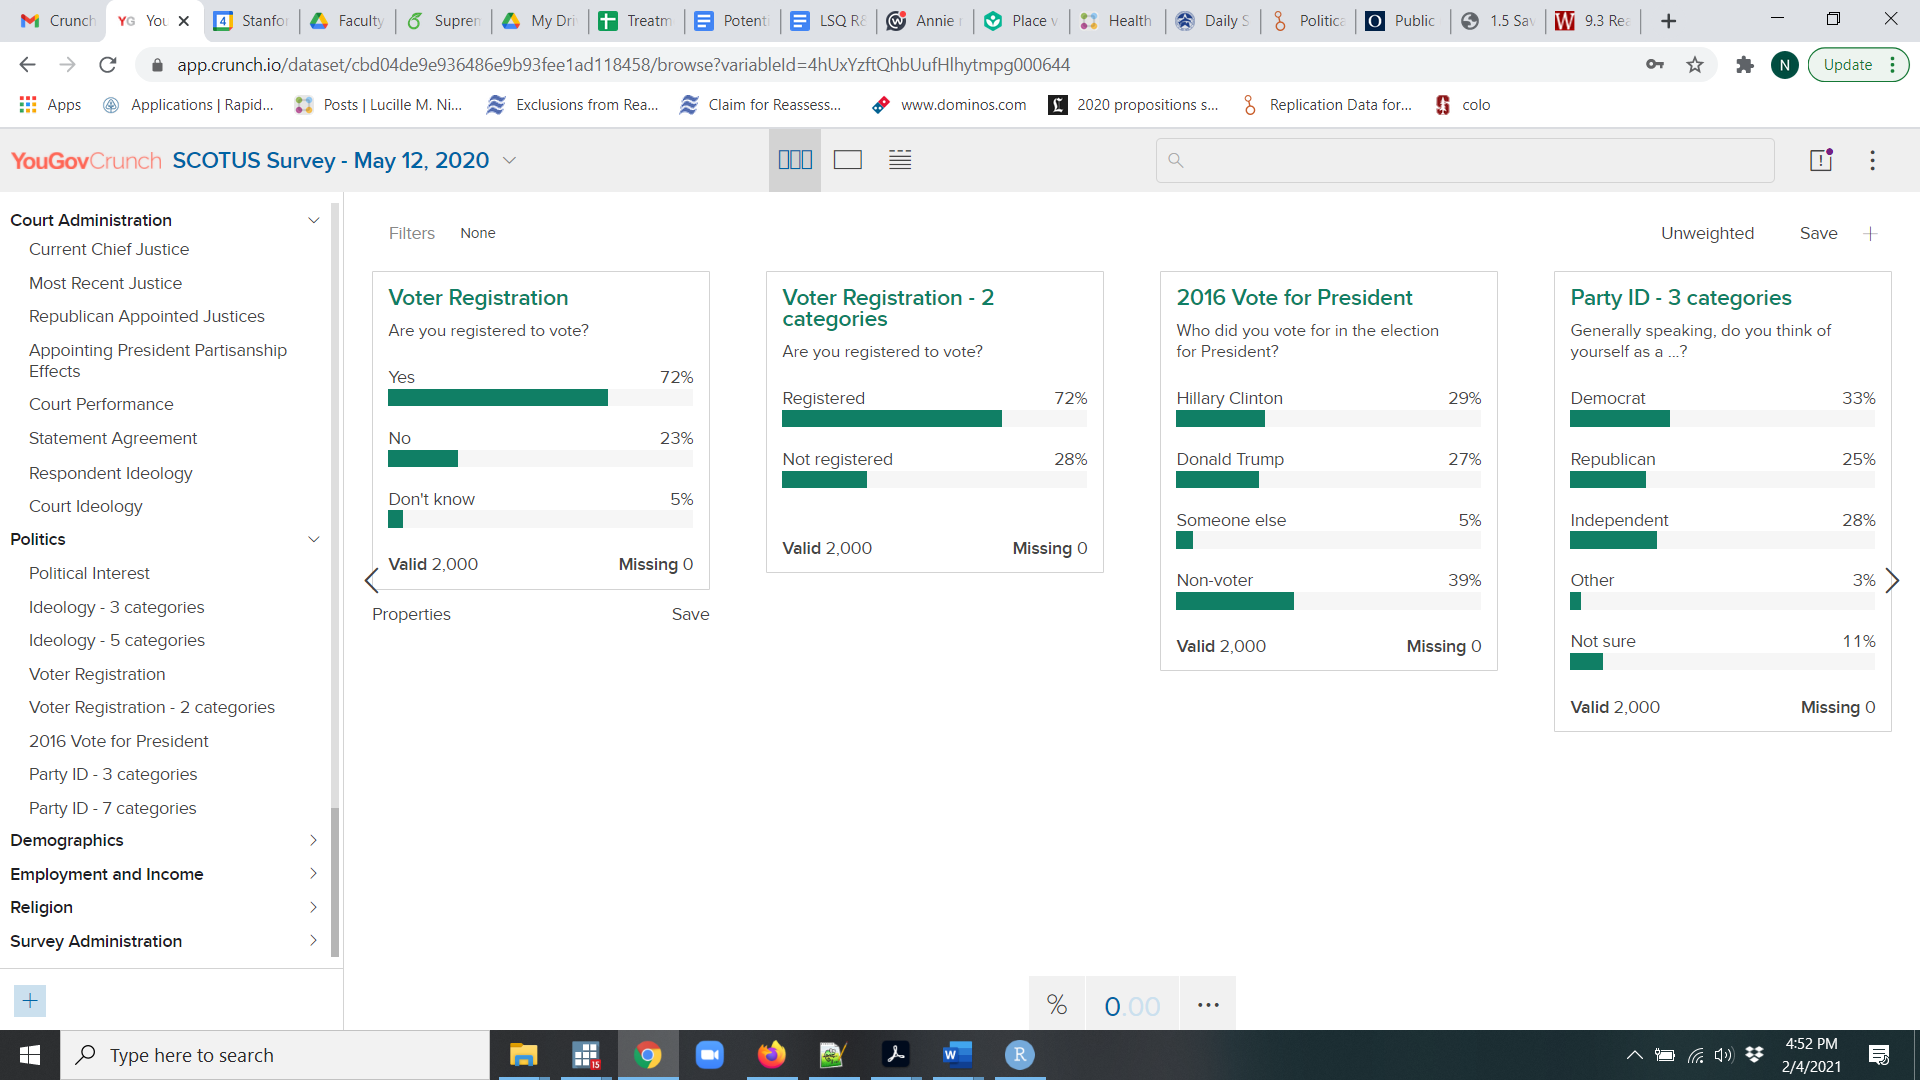 Crunch
YG You
4 Stanfo
Faculty
Suprem
My Dri
Treatm
Potenti
LSQ R&
Annie
Place v
Health
Daily S
Politica
O Public
1.5 Sav
W 9.3 Rea
app.crunch.io/dataset/cbd04de9e936486e9b93fee1ad118458/browse?variableId=4hUxYzftQhbUufHlhytmpg000644
N
Update
Apps
Applications | Rapid...
Posts | Lucille M. Ni...
Exclusions from Rea...
Claim for Reassess...
www.dominos.com
2020 propositions s...
Replication Data for...
colo
YouGovCrunch SCOTUS Survey - May 12, 2020
Court Administration
Current Chief Justice
Most Recent Justice
Republican Appointed Justices
Appointing President Partisanship
Effects
Court Performance
Statement Agreement
Respondent Ideology
Court Ideology
Politics
Political Interest
Ideology - 3 categories
Ideology - 5 categories
Voter Registration
Voter Registration - 2 categories
2016 Vote for President
Party ID - 3 categories
Party ID - 7 categories
Demographics
Employment and Income
Religion
Survey Administration
+
Filters None
Unweighted Save +
Voter Registration
Are you registered to vote?
Yes 72%
No 23%
Don't know 5%
Valid 2,000 Missing 0
Properties Save
Voter Registration - 2
categories
Are you registered to vote?
Registered 72%
Not registered 28%
Valid 2,000 Missing 0
2016 Vote for President
Who did you vote for in the election
for President?
Hillary Clinton 29%
Donald Trump 27%
Someone else 5%
Non-voter 39%
Valid 2,000 Missing 0
Party ID - 3 categories
Generally speaking, do you think of
yourself as a ...?
Democrat 33%
Republican 25%
Independent 28%
Other 3%
Not sure 11%
Valid 2,000 Missing 0
% 0.00 ...
Type here to search
15
W
R
4:52 PM
2/4/2021